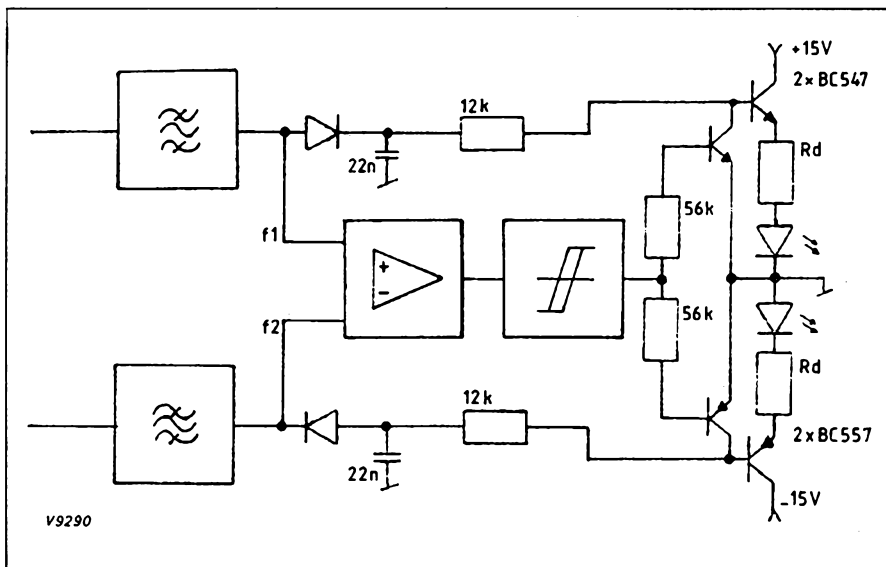 +15V
2×BC547
12k
22n
Rd
56k
f1
+
-
56k
f2
Rd
12k
2×BC557
22n
-15V
V9290